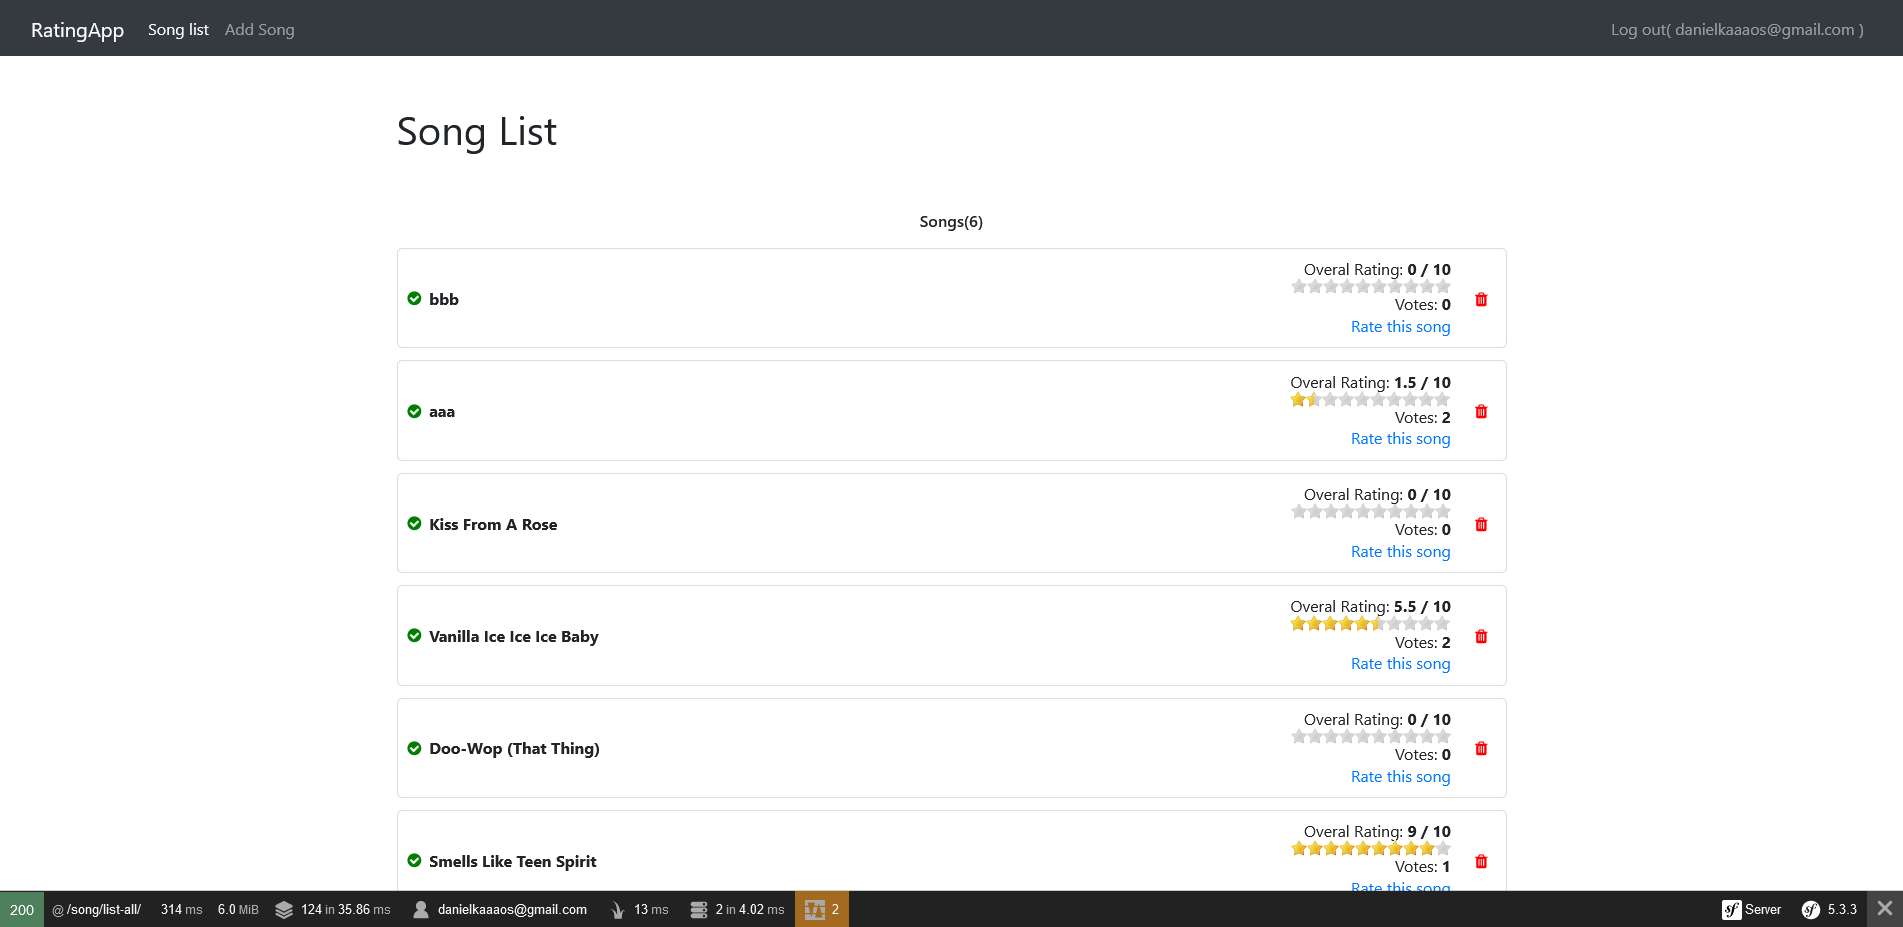 RatingApp Song list Add Song Log out( danielkaaaos@gmail.com )
Song List
Songs(6)
Overal Rating: 0 / 10
bbb
Votes: 0
Rate this song
Overal Rating: 1.5 / 10
aaa
Votes: 2
Rate this song
Overal Rating: 0 / 10
Kiss From A Rose
Votes: 0
Rate this song
Overal Rating: 5.5 / 10
Vanilla Ice Ice Ice Baby
Votes: 2
Rate this song
Overal Rating: 0 / 10
Doo-Wop (That Thing)
Votes: 0
Rate this song
Overal Rating: 9 / 10
Smells Like Teen Spirit
Votes: 1
Rate this song
200 @ /song/list-all/ 314 ms 6.0 MiB 124 in 35.86 ms danielkaaaos@gmail.com 13 ms 2 in 4.02 ms 2 sf Server sf 5.3.3